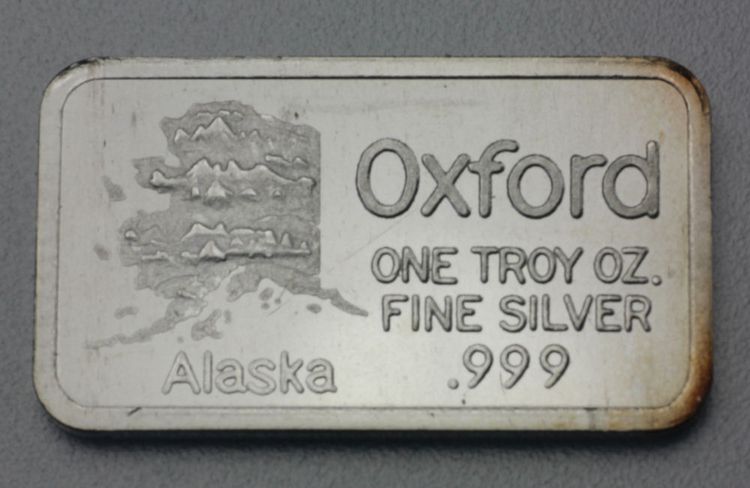 Oxford
ONE TROY OZ.
FINE SILVER
.999
Alaska